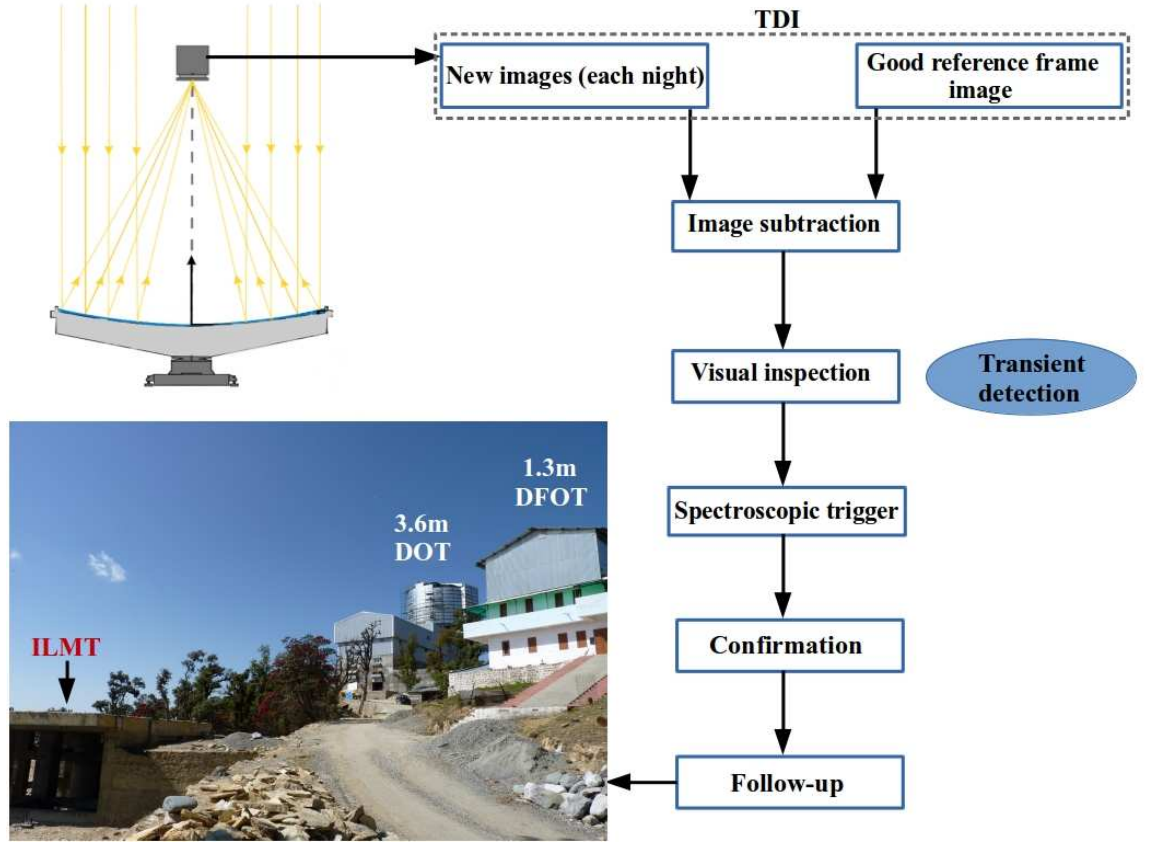 TDI
New images (each night)
Good reference frame
image
Image subtraction
Visual inspection
Transient
detection
Spectroscopic trigger
Confirmation
Follow-up
1.3m
DFOT
3.6m
DOT
ILMT